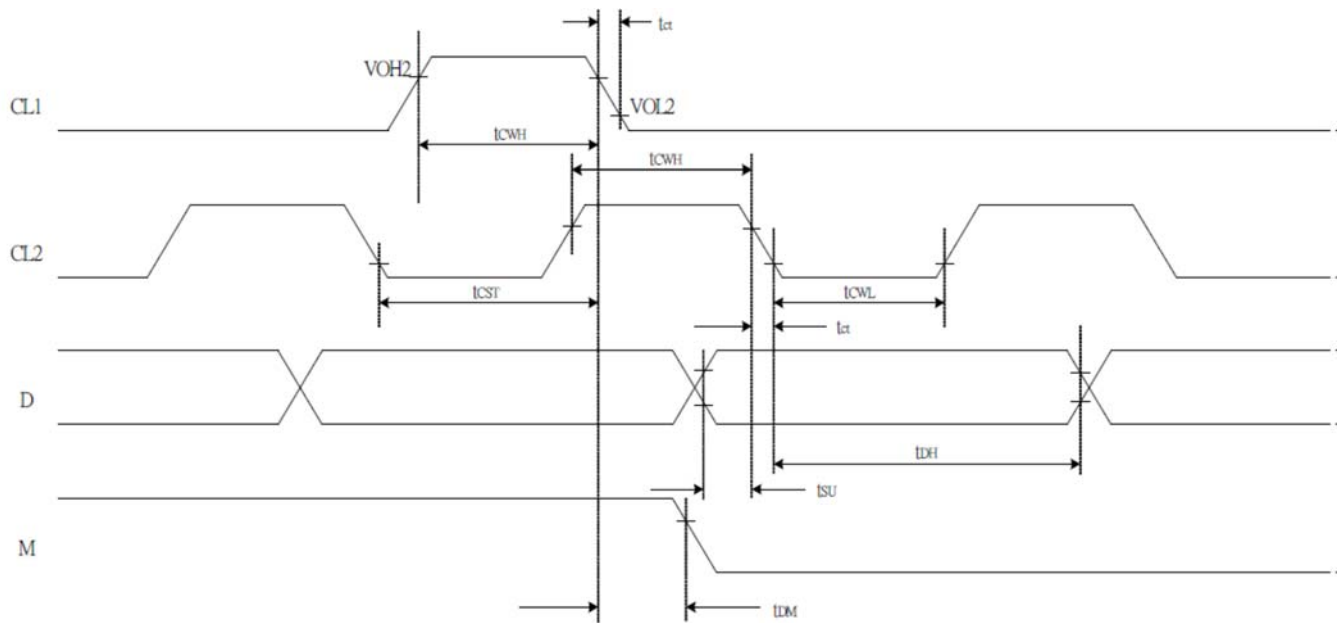 tct
VOH2
CL1
VOL2
tCWH
tCWH
CL2
tCST
tCWL
tct
D
tDH
tSU
M
tDM